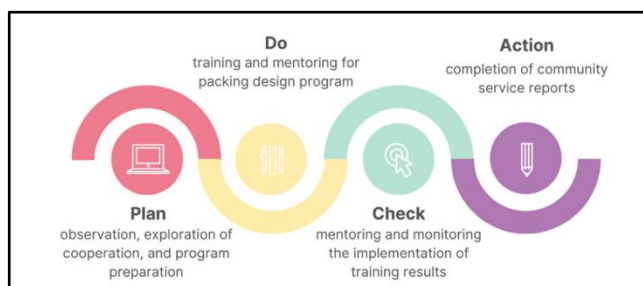 Plan
observation, exploration of
cooperation, and program
preparation
Do
training and mentoring for
packing design program
Check
mentoring and monitoring
the implementation of
training results
Action
completion of community
service reports